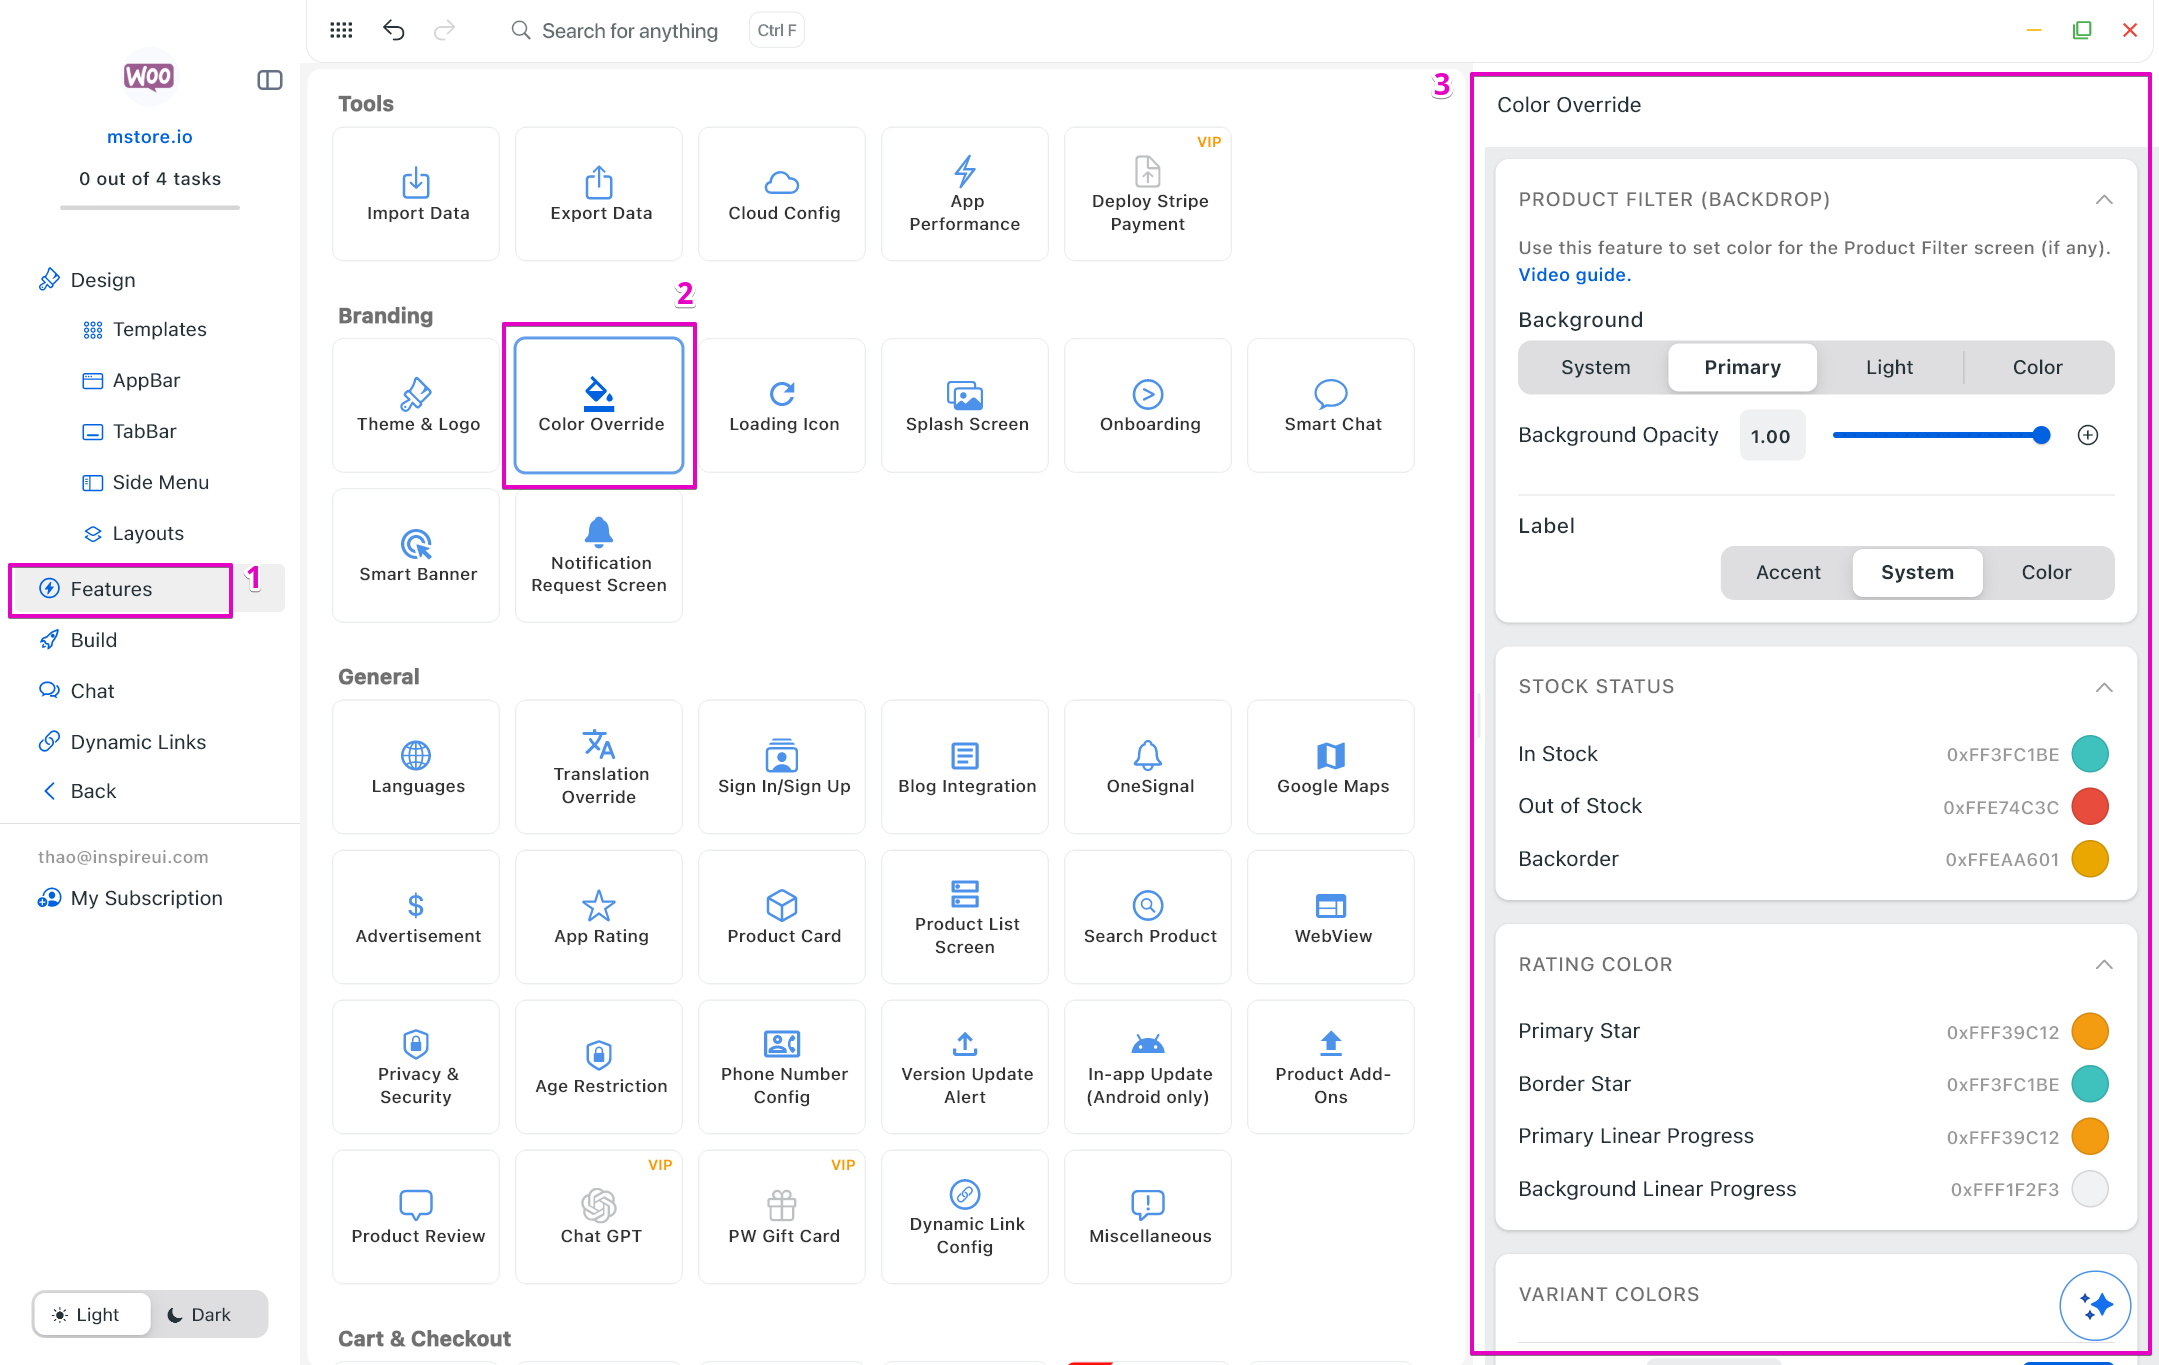 Search for anything
Ctrl F
WOO
mstore.io
0 out of 4 tasks
Design
Templates
AppBar
TabBar
Side Menu
Layouts
Features
1
Build
Chat
Dynamic Links
Back
thao@inspireui.com
My Subscription
Light
Dark
Tools
Import Data
Export Data
Cloud Config
App
Performance
VIP
Deploy Stripe
Payment
Branding
2
Theme & Logo
Color Override
Loading Icon
Splash Screen
Onboarding
Smart Chat
Smart Banner
Notification
Request Screen
General
Languages
Translation
Override
Sign In/Sign Up
Blog Integration
OneSignal
Google Maps
Advertisement
App Rating
Product Card
Product List
Screen
Search Product
WebView
Privacy &
Security
Age Restriction
Phone Number
Config
Version Update
Alert
In-app Update
(Android only)
Product Add-
Ons
Product Review
VIP
Chat GPT
VIP
PW Gift Card
Dynamic Link
Config
Miscellaneous
Cart & Checkout
3
Color Override
PRODUCT FILTER (BACKDROP)
Use this feature to set color for the Product Filter screen (if any).
Video guide.
Background
System
Primary
Light
Color
Background Opacity
1.00
Label
Accent
System
Color
STOCK STATUS
In Stock
0xFF3FC1BE
Out of Stock
0xFFE74C3C
Backorder
0xFFEAA601
RATING COLOR
Primary Star
0xFFF39C12
Border Star
0xFF3FC1BE
Primary Linear Progress
0xFFF39C12
Background Linear Progress
0xFFF1F2F3
VARIANT COLORS